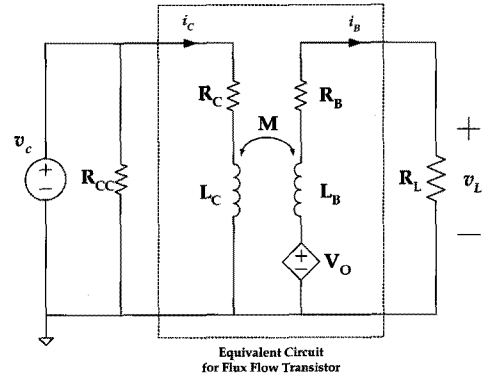 i_C
i_B
R_C
R_B
M
v_c
+
−
R_CC
L_C
L_B
R_L
+
v_L
−
+
−
V_O
Equivalent Circuit
for Flux Flow Transistor